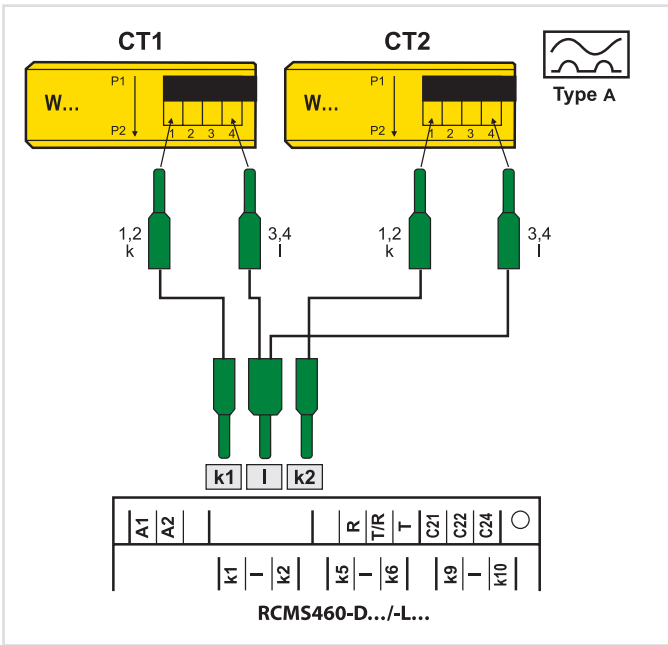 CT1 CT2
P1 P1
W... W...
Type A
P2 1 2 3 4 P2 1 2 3 4
1,2 3,4 1,2 3,4
k l k l
k1 l k2
A1 A2 R T/R T C21 C22 C24
k1 l k2 k5 l k6 k9 l k10
RCMS460-D.../-L...